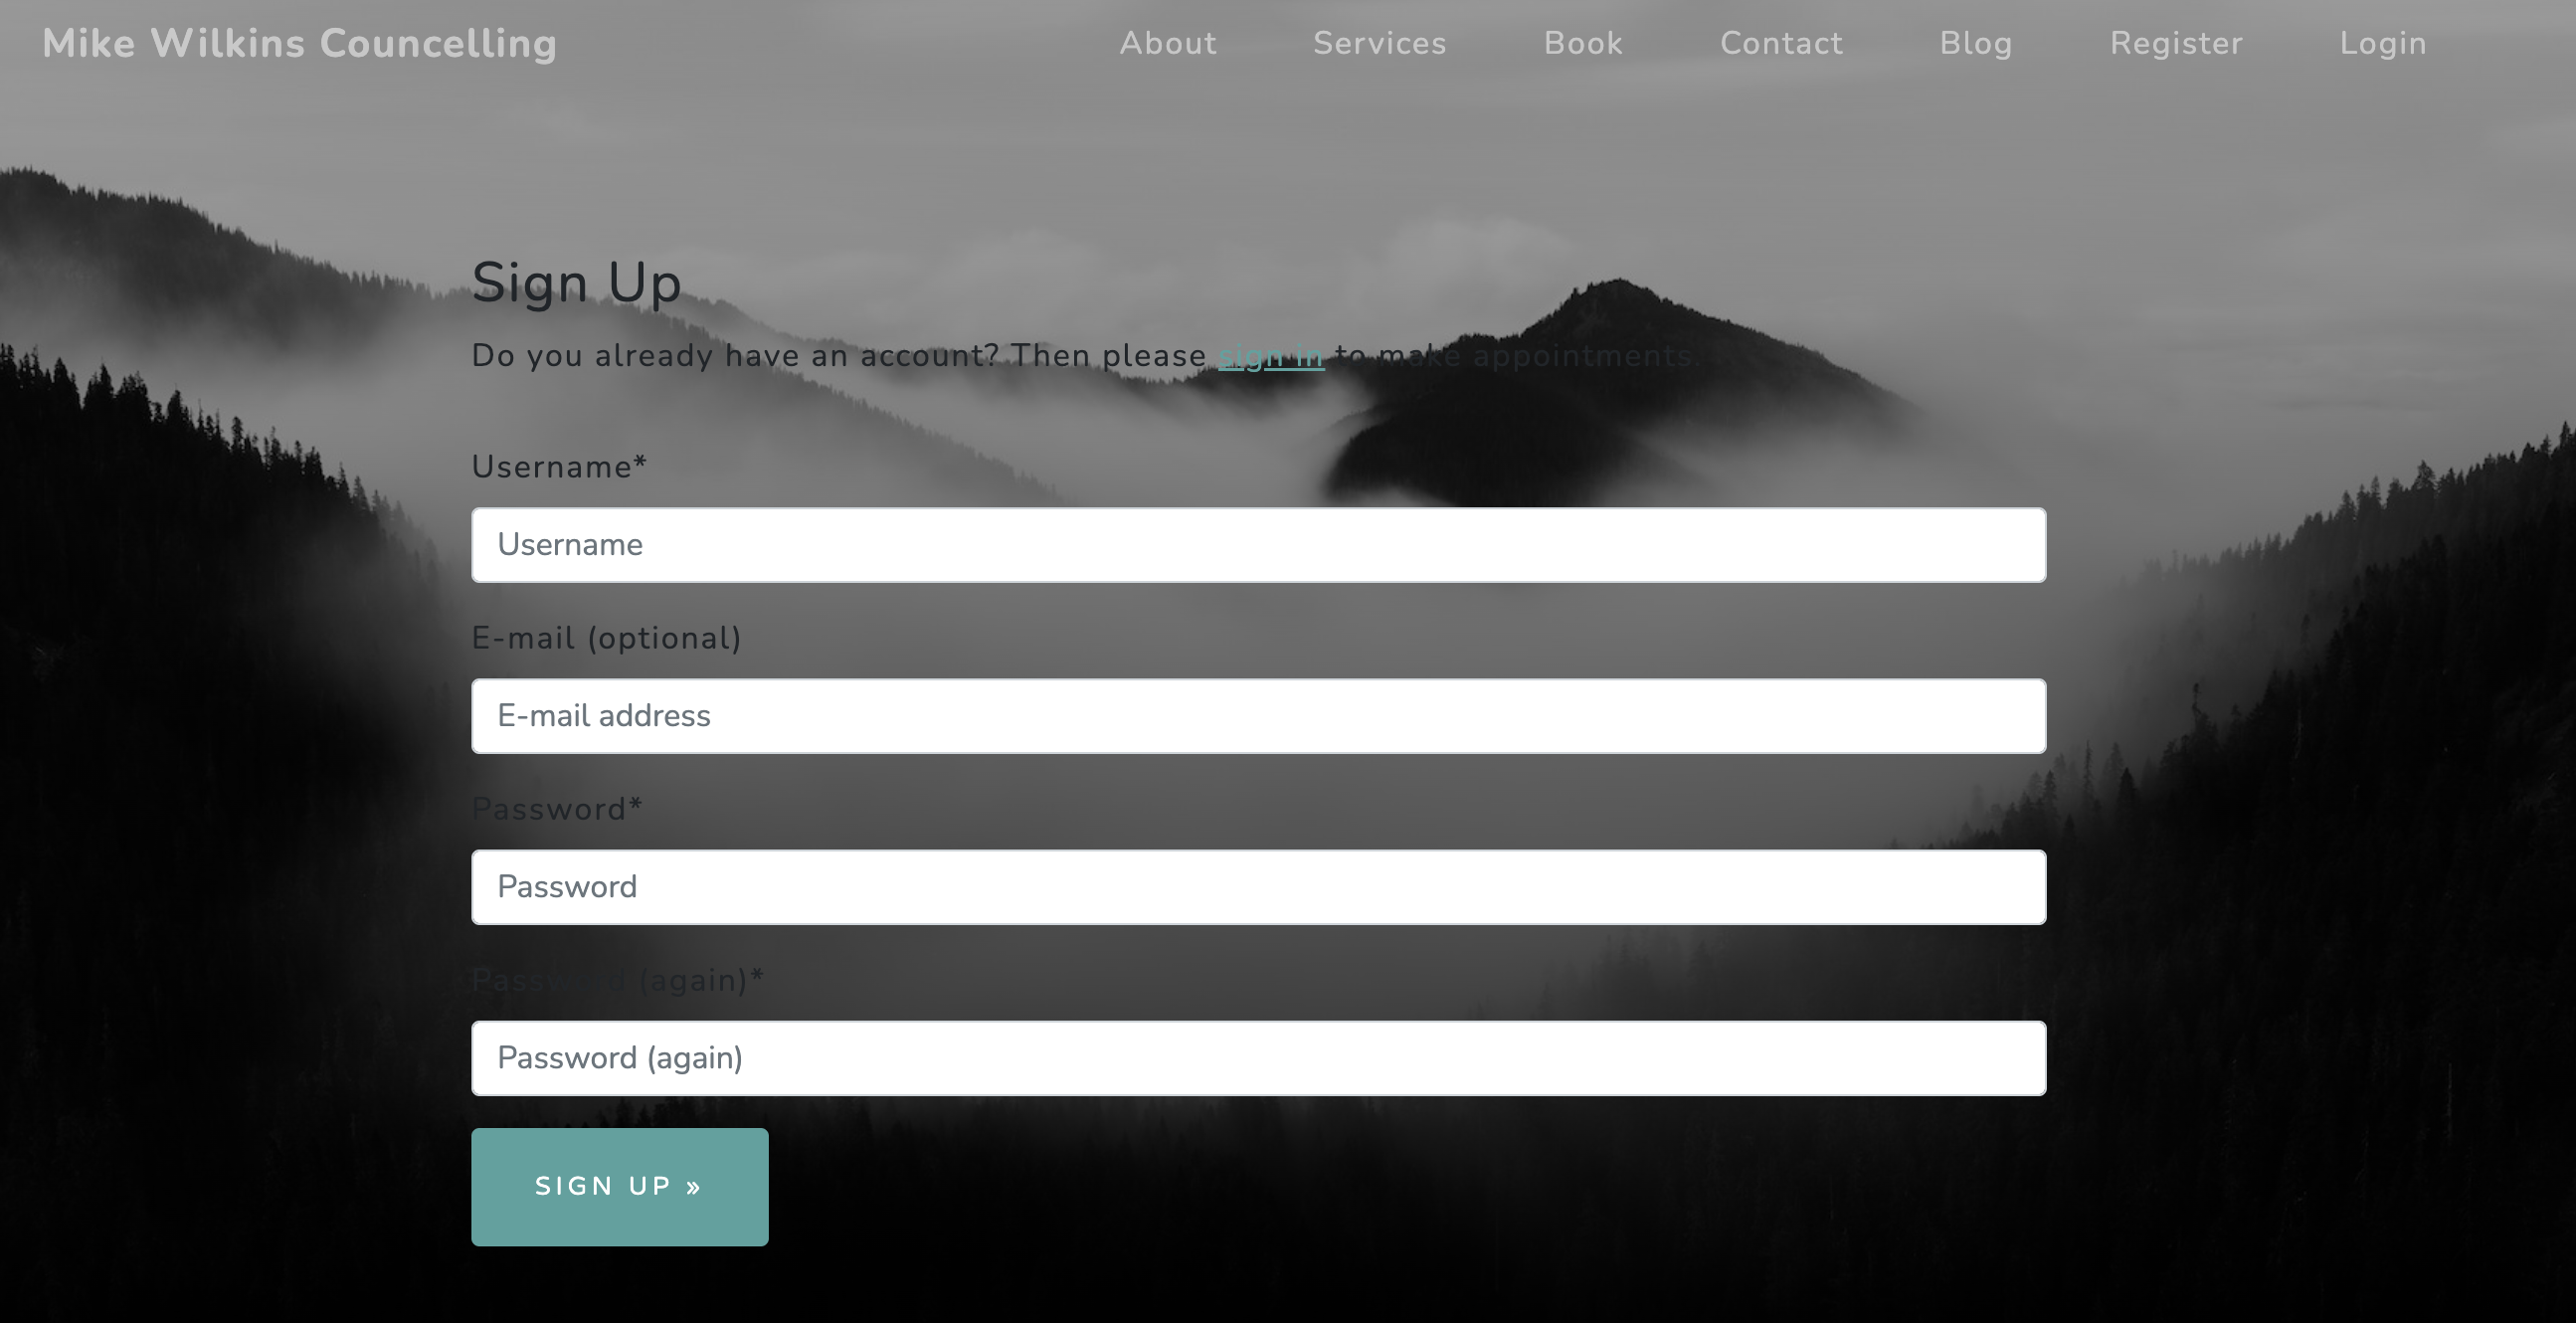 Mike Wilkins Councelling
About Services Book Contact Blog Register Login
Sign Up
Do you already have an account? Then please sign in to make appointments.
Username*
Username
E-mail (optional)
E-mail address
Password*
Password
Password (again)*
Password (again)
SIGN UP »